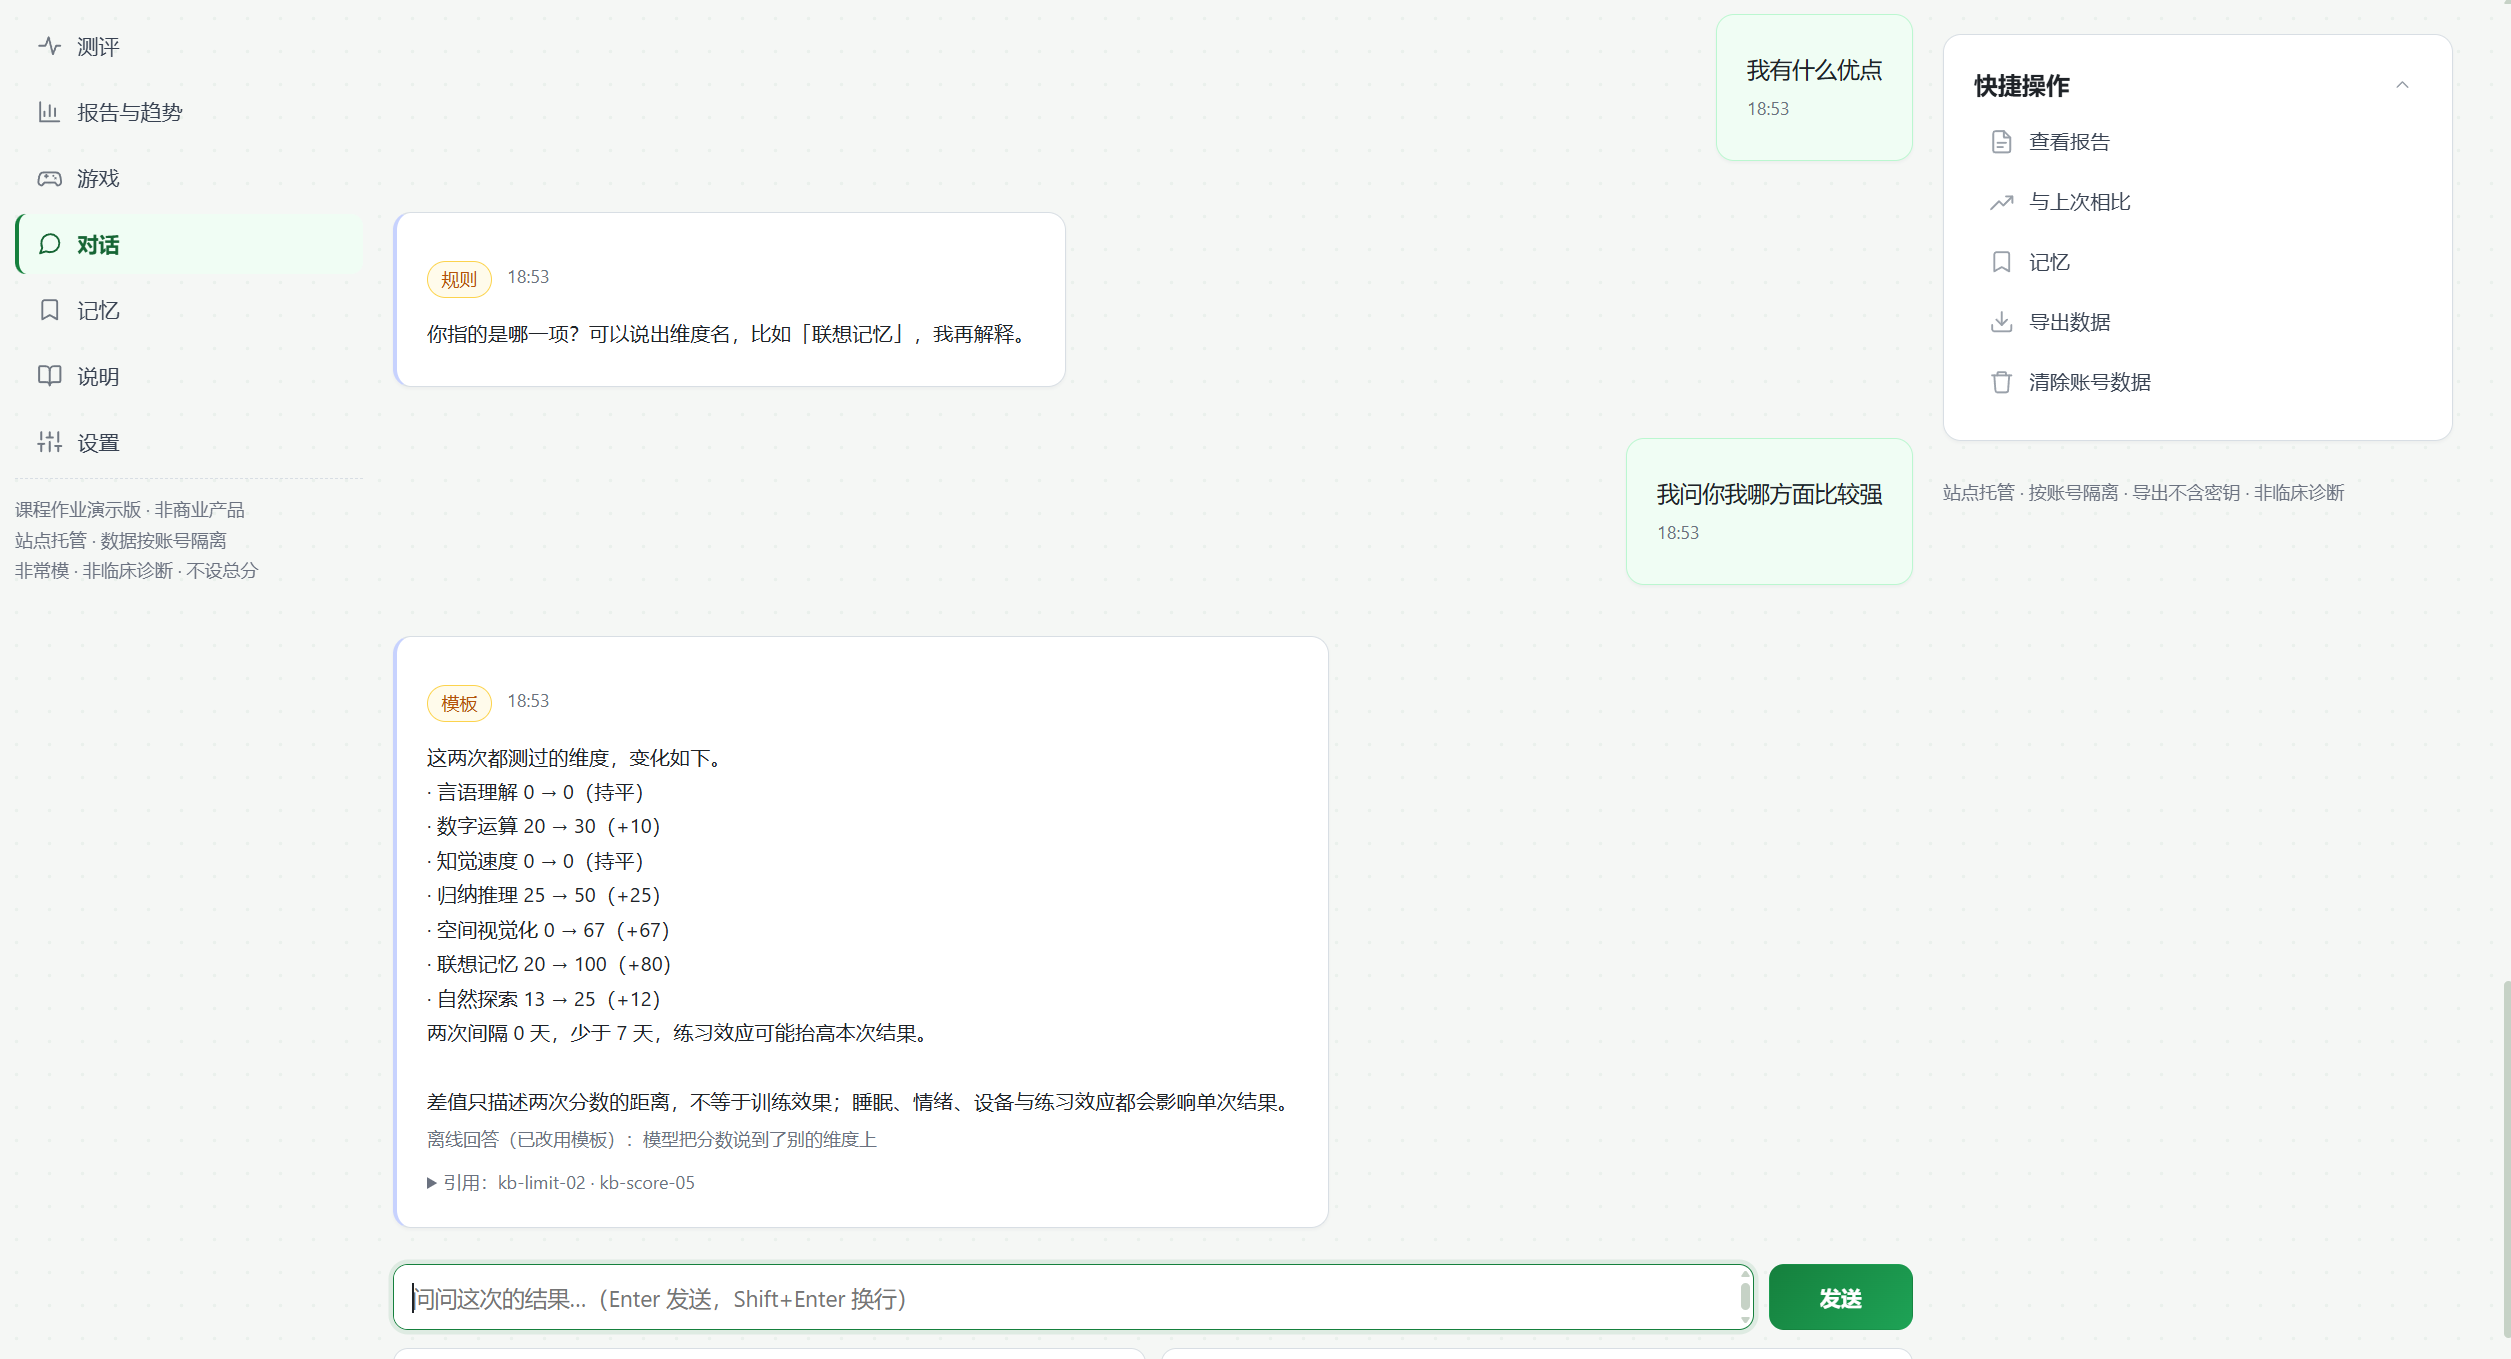 测评
报告与趋势
游戏
对话
记忆
说明
设置
课程作业演示版 · 非商业产品
站点托管 · 数据按账号隔离
非常模 · 非临床诊断 · 不设总分
我有什么优点
18:53
规则 18:53
你指的是哪一项？可以说出维度名，比如「联想记忆」，我再解释。
我问你我哪方面比较强
18:53
模板 18:53
这两次都测过的维度，变化如下。
· 言语理解 0 → 0（持平）
· 数字运算 20 → 30（+10）
· 知觉速度 0 → 0（持平）
· 归纳推理 25 → 50（+25）
· 空间视觉化 0 → 67（+67）
· 联想记忆 20 → 100（+80）
· 自然探索 13 → 25（+12）
两次间隔 0 天，少于 7 天，练习效应可能抬高本次结果。
差值只描述两次分数的距离，不等于训练效果；睡眠、情绪、设备与练习效应都会影响单次结果。
离线回答（已改用模板）：模型把分数说到了别的维度上
▶ 引用：kb-limit-02 · kb-score-05
问问这次的结果...（Enter 发送，Shift+Enter 换行）
发送
快捷操作
查看报告
与上次相比
记忆
导出数据
清除账号数据
站点托管 · 按账号隔离 · 导出不含密钥 · 非临床诊断